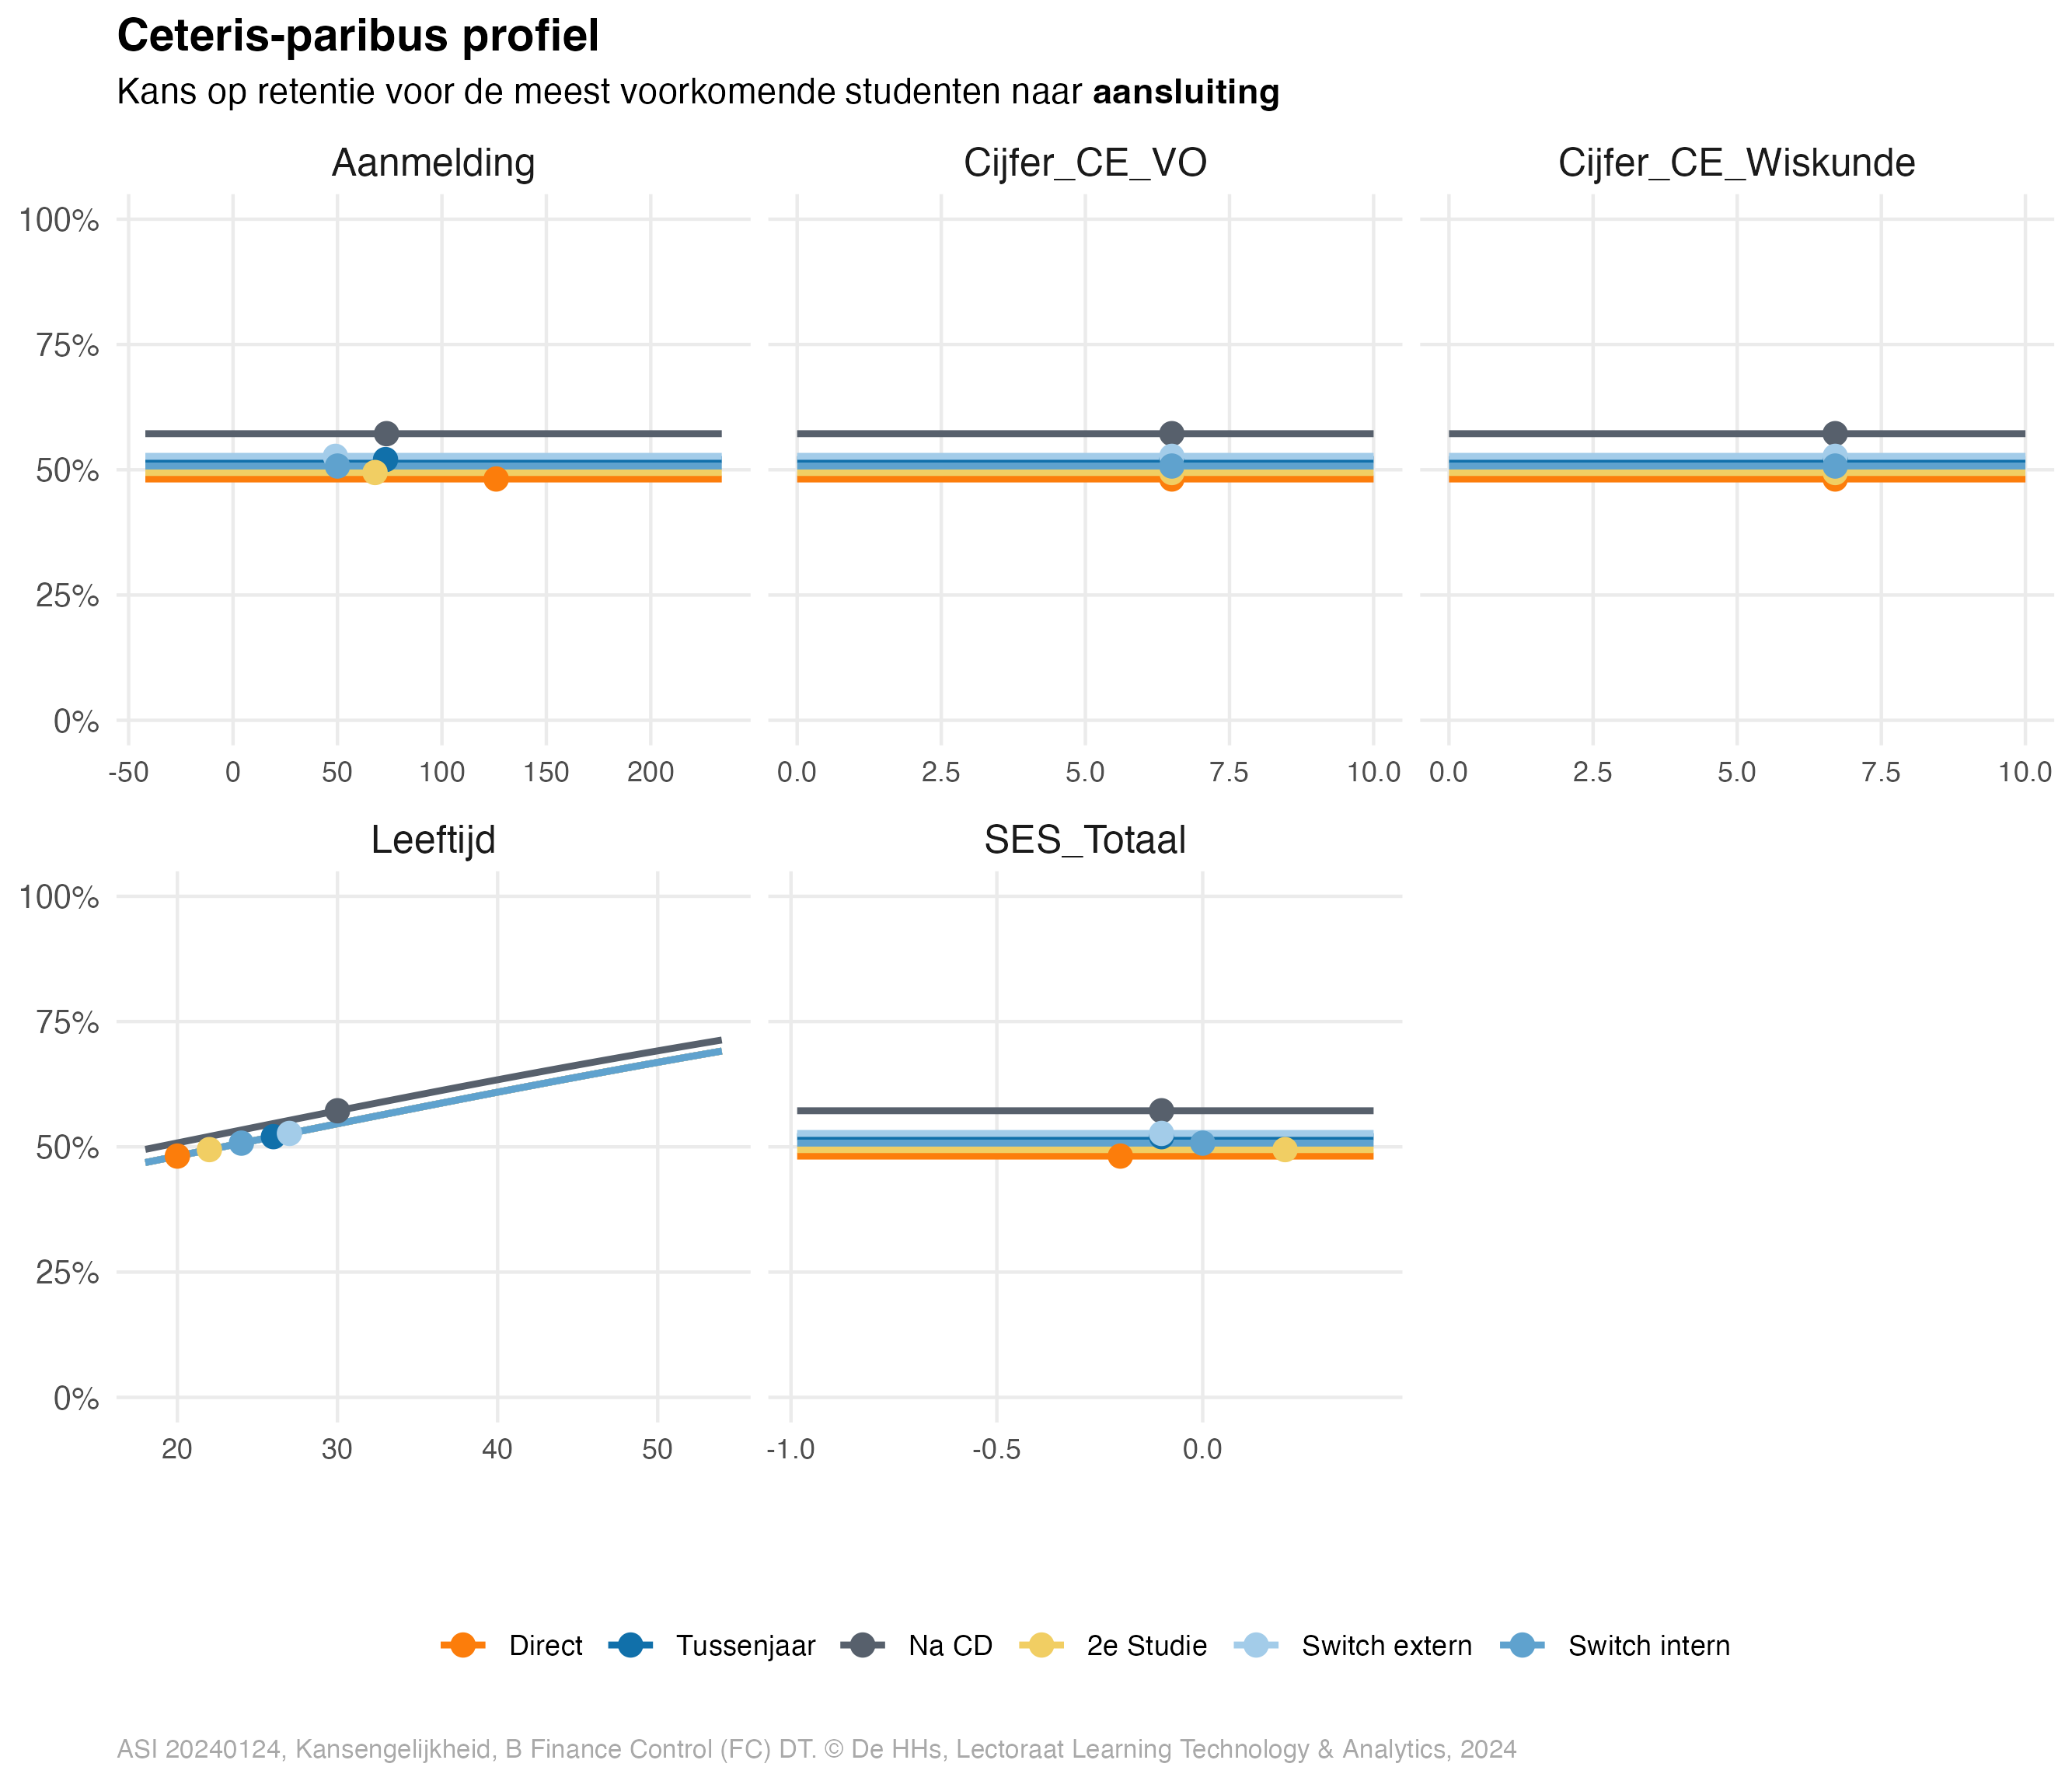 Ceteris-paribus profiel
Kans op retentie voor de meest voorkomende studenten naar aansluiting
Aanmelding Cijfer_CE_VO Cijfer_CE_Wiskunde
100%
75%
50%
25%
0%
-50 0 50 100 150 200 0.0 2.5 5.0 7.5 10.0 0.0 2.5 5.0 7.5 10.0
Leeftijd SES_Totaal
100%
75%
50%
25%
0%
20 30 40 50 -1.0 -0.5 0.0
Direct Tussenjaar Na CD 2e Studie Switch extern Switch intern
ASI 20240124, Kansengelijkheid, B Finance Control (FC) DT. © De HHs, Lectoraat Learning Technology & Analytics, 2024